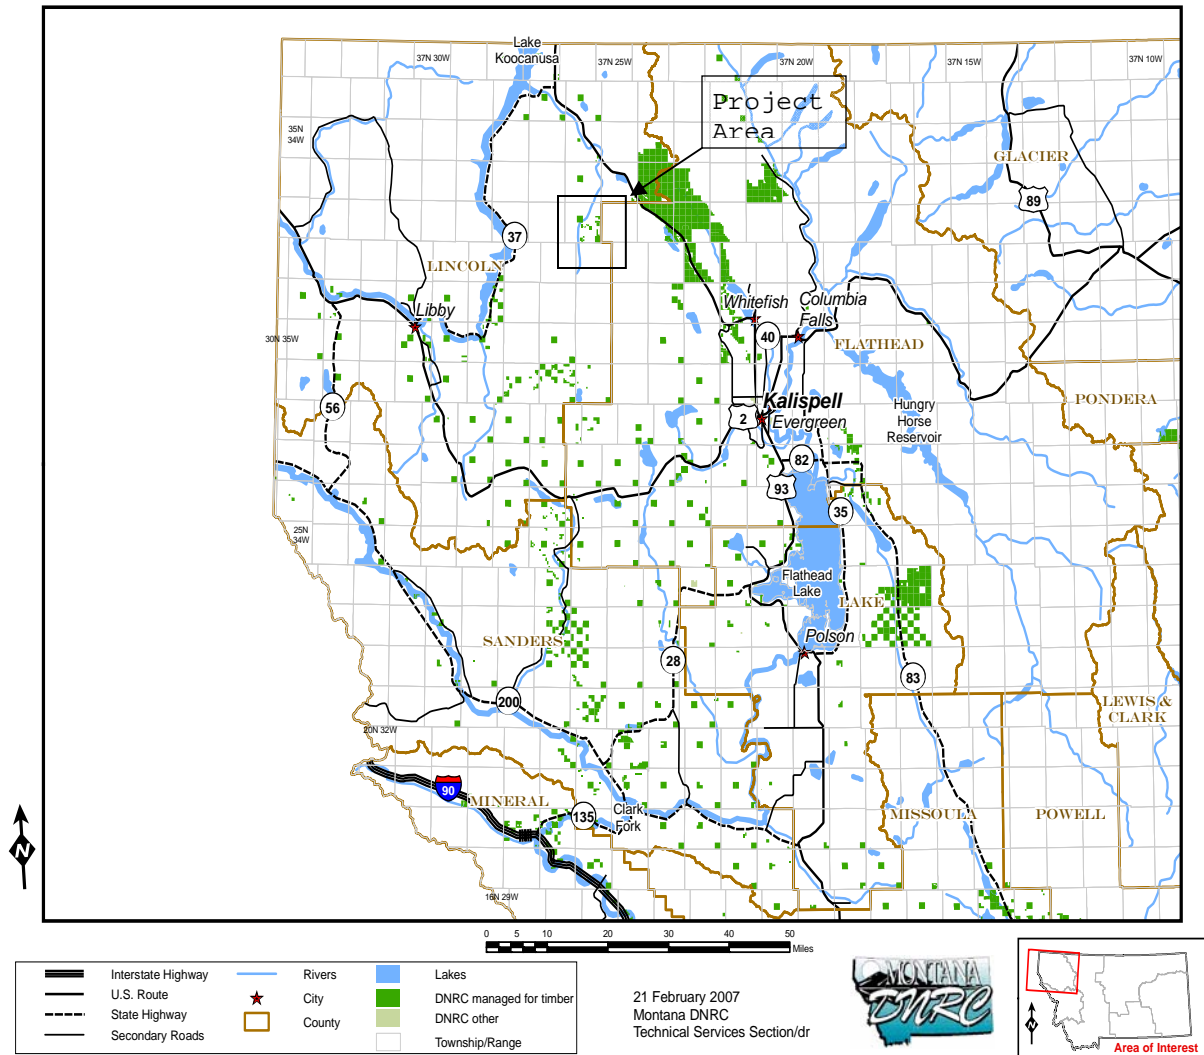 Lake
Koocanusa
37N 30W
37N 25W
37N 20W
37N 15W
37N 10W
Project
Area
35N
34W
GLACIER
89
37
LINCOLN
Libby
Whitefish
Columbia
Falls
40
FLATHEAD
30N 35W
56
Kalispell
2
Evergreen
Hungry
Horse
Reservoir
PONDERA
82
93
35
25N
34W
Flathead
Lake
LAKE
SANDERS
Polson
28
83
200
LEWIS &
CLARK
20N 32W
90
MINERAL
135
Clark
Fork
MISSOULA
POWELL
16N 29W
N
0 5 10 20 30 40 50
Miles
Interstate Highway
U.S. Route
State Highway
Secondary Roads
Rivers
City
County
Lakes
DNRC managed for timber
DNRC other
Township/Range
21 February 2007
Montana DNRC
Technical Services Section/dr
MONTANA
DNRC
N
Area of Interest